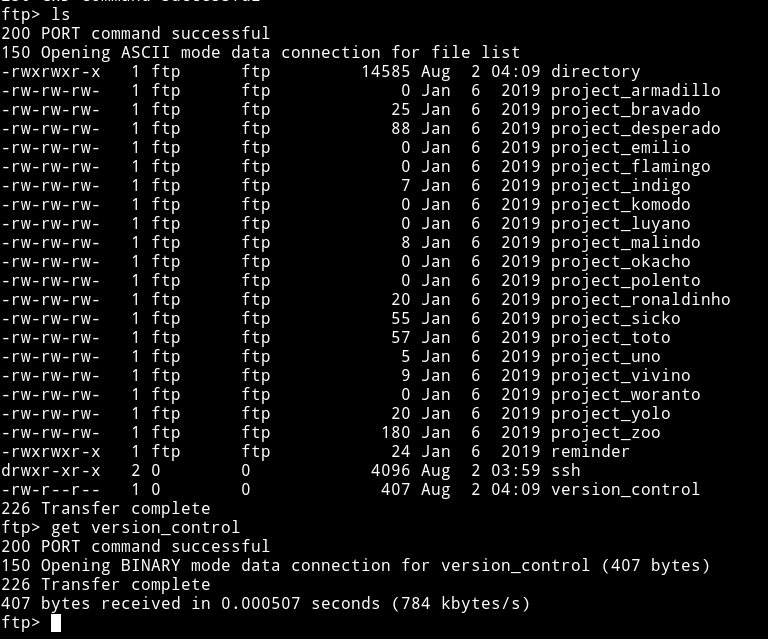 ftp> ls
200 PORT command successful
150 Opening ASCII mode data connection for file list
-rwxrwxr-x   1 ftp      ftp         14585 Aug  2 04:09 directory
-rw-rw-rw-   1 ftp      ftp             0 Jan  6  2019 project_armadillo
-rw-rw-rw-   1 ftp      ftp            25 Jan  6  2019 project_bravado
-rw-rw-rw-   1 ftp      ftp            88 Jan  6  2019 project_desperado
-rw-rw-rw-   1 ftp      ftp             0 Jan  6  2019 project_emilio
-rw-rw-rw-   1 ftp      ftp             0 Jan  6  2019 project_flamingo
-rw-rw-rw-   1 ftp      ftp             7 Jan  6  2019 project_indigo
-rw-rw-rw-   1 ftp      ftp             0 Jan  6  2019 project_komodo
-rw-rw-rw-   1 ftp      ftp             0 Jan  6  2019 project_luyano
-rw-rw-rw-   1 ftp      ftp             8 Jan  6  2019 project_malindo
-rw-rw-rw-   1 ftp      ftp             0 Jan  6  2019 project_okacho
-rw-rw-rw-   1 ftp      ftp             0 Jan  6  2019 project_polento
-rw-rw-rw-   1 ftp      ftp            20 Jan  6  2019 project_ronaldinho
-rw-rw-rw-   1 ftp      ftp            55 Jan  6  2019 project_sicko
-rw-rw-rw-   1 ftp      ftp            57 Jan  6  2019 project_toto
-rw-rw-rw-   1 ftp      ftp             5 Jan  6  2019 project_uno
-rw-rw-rw-   1 ftp      ftp             9 Jan  6  2019 project_vivino
-rw-rw-rw-   1 ftp      ftp             0 Jan  6  2019 project_woranto
-rw-rw-rw-   1 ftp      ftp            20 Jan  6  2019 project_yolo
-rw-rw-rw-   1 ftp      ftp           180 Jan  6  2019 project_zoo
-rwxrwxr-x   1 ftp      ftp            24 Jan  6  2019 reminder
drwxr-xr-x   2 0        0            4096 Aug  2 03:59 ssh
-rw-r--r--   1 0        0             407 Aug  2 04:09 version_control
226 Transfer complete
ftp> get version_control
200 PORT command successful
150 Opening BINARY mode data connection for version_control (407 bytes)
226 Transfer complete
407 bytes received in 0.000507 seconds (784 kbytes/s)
ftp>